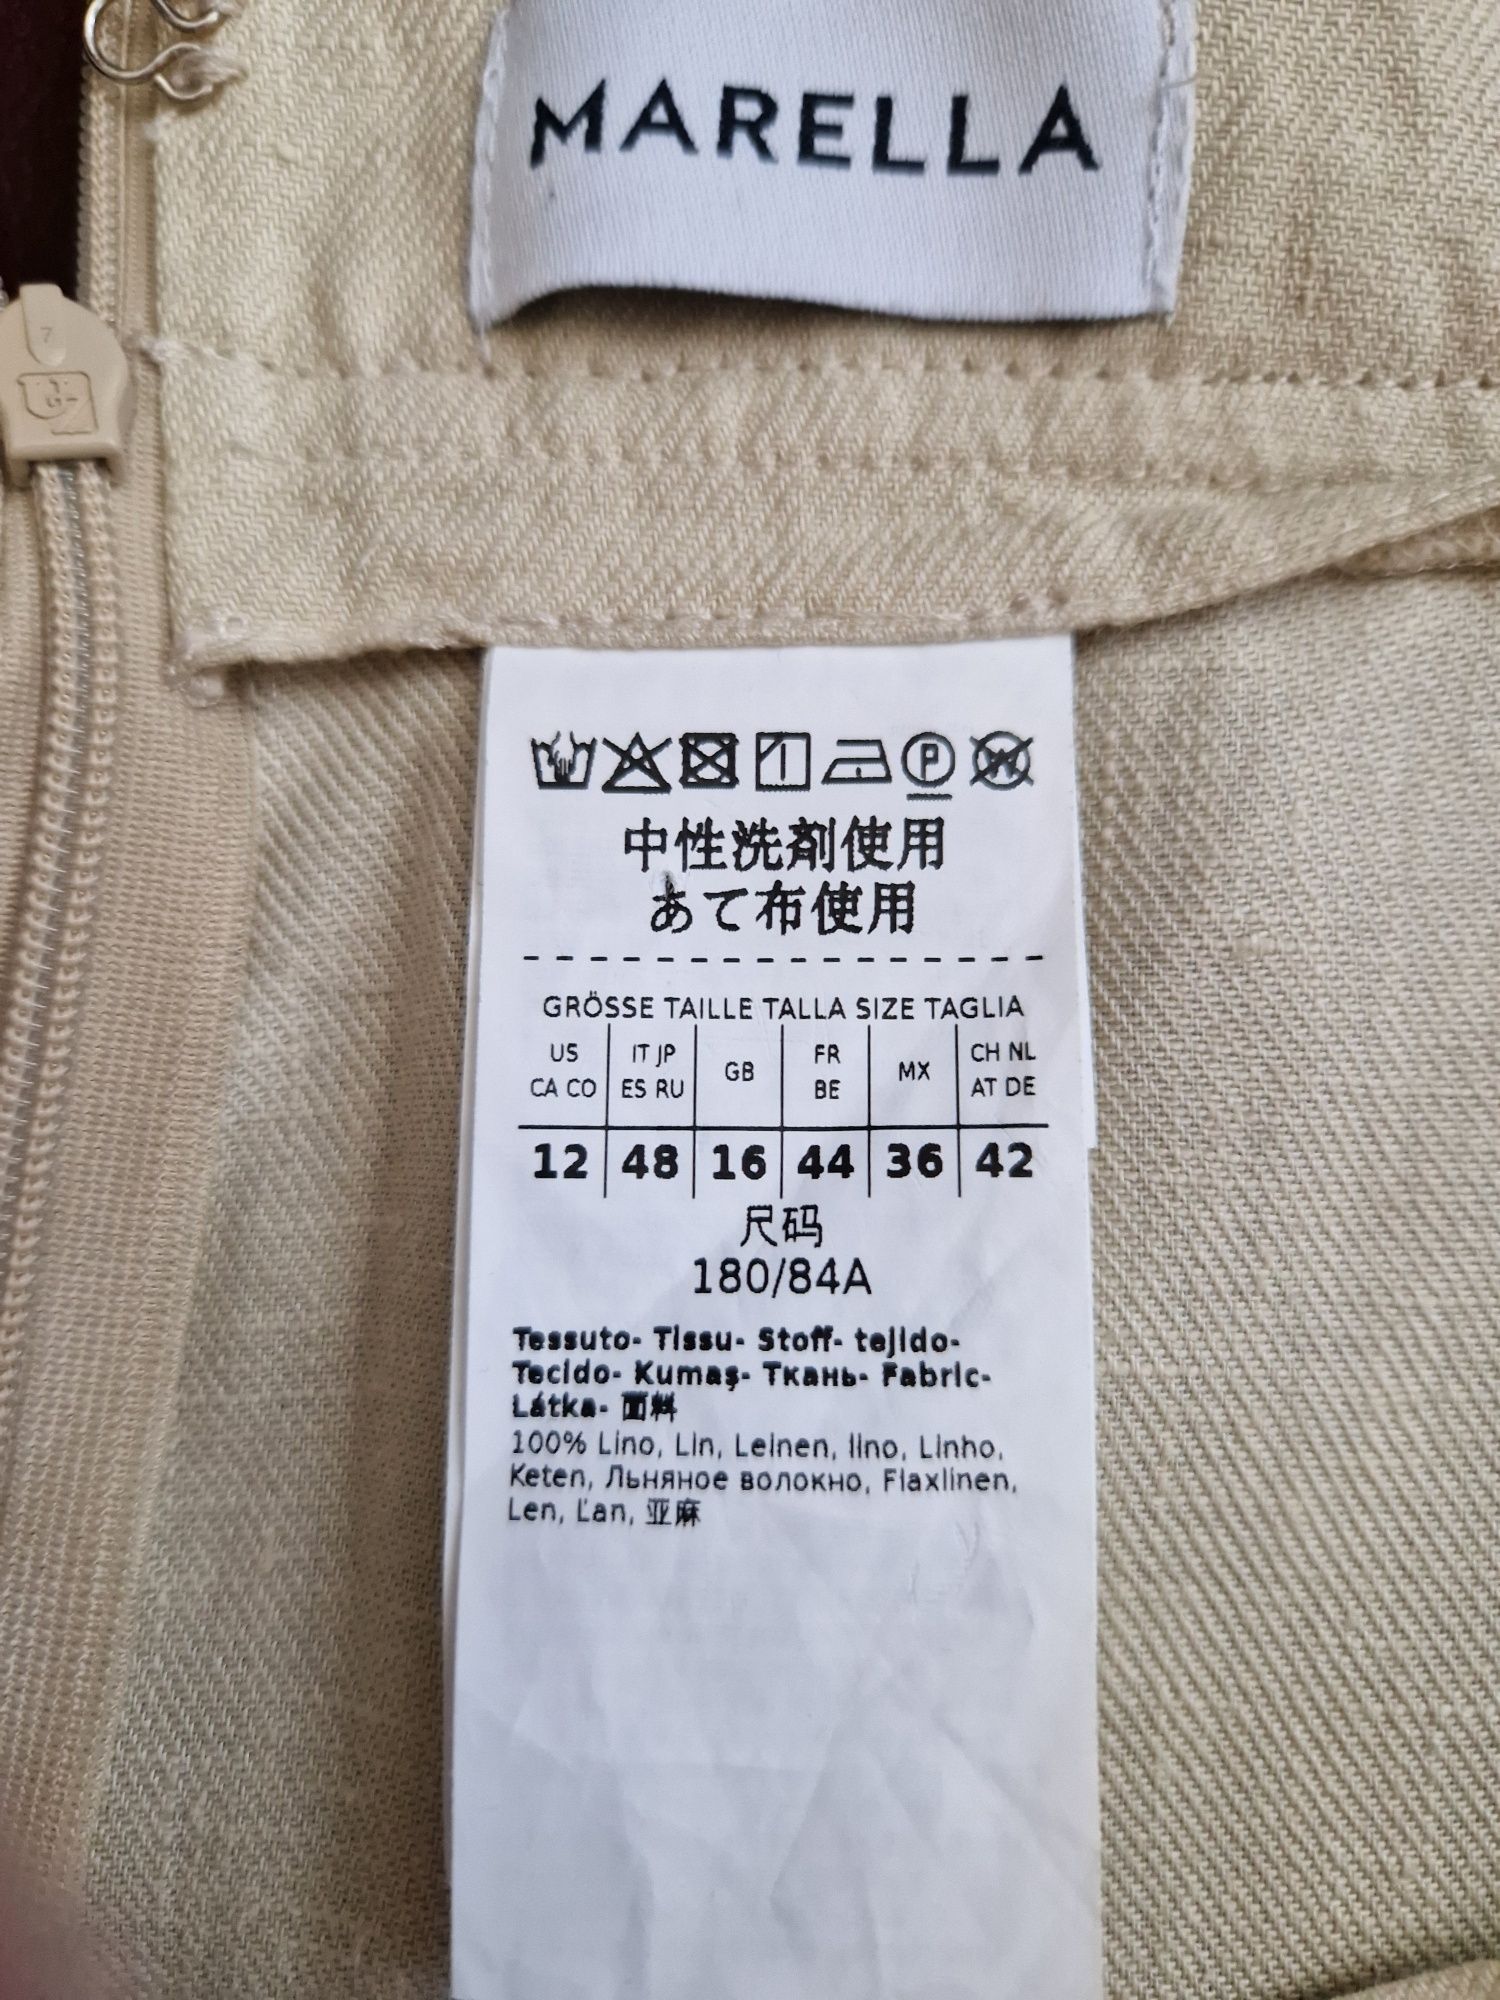 MARELLA
7
P W
中性洗剤使用
あて布使用
GRÖSSE TAILLE TALLA SIZE TAGLIA
US CA CO IT JP ES RU GB FR BE MX CH NL AT DE
12 48 16 44 36 42
尺码
180/84A
Tessuto- Tissu- Stoff- tejido-
Tecido- Kumaş- Ткань- Fabric-
Látka- 面料
100% Lino, Lin, Leinen, lino, Linho,
Keten, Льняное волокно, Flaxlinen,
Len, Ľan, 亚麻